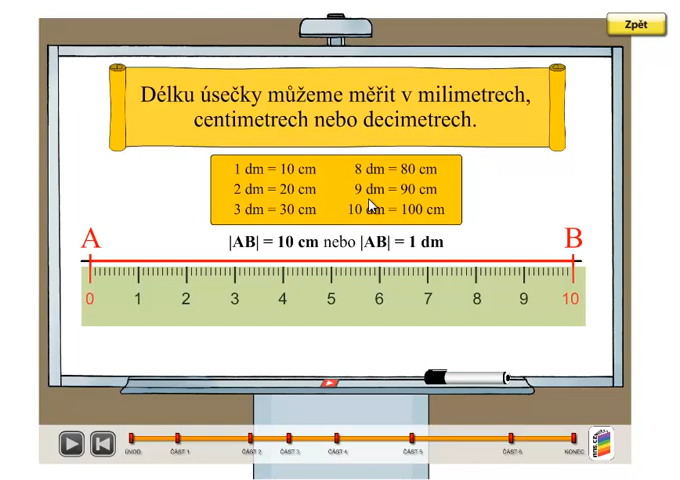 Zpět
Délku úsečky můžeme měřit v milimetrech,
centimetrech nebo decimetrech.
1 dm = 10 cm 8 dm = 80 cm
2 dm = 20 cm 9 dm = 90 cm
3 dm = 30 cm 10 dm = 100 cm
A |AB| = 10 cm nebo |AB| = 1 dm B
0 1 2 3 4 5 6 7 8 9 10
ÚVOD ČÁST 1 ČÁST 2 ČÁST 3 ČÁST 4 ČÁST 5 ČÁST 6 KONEC